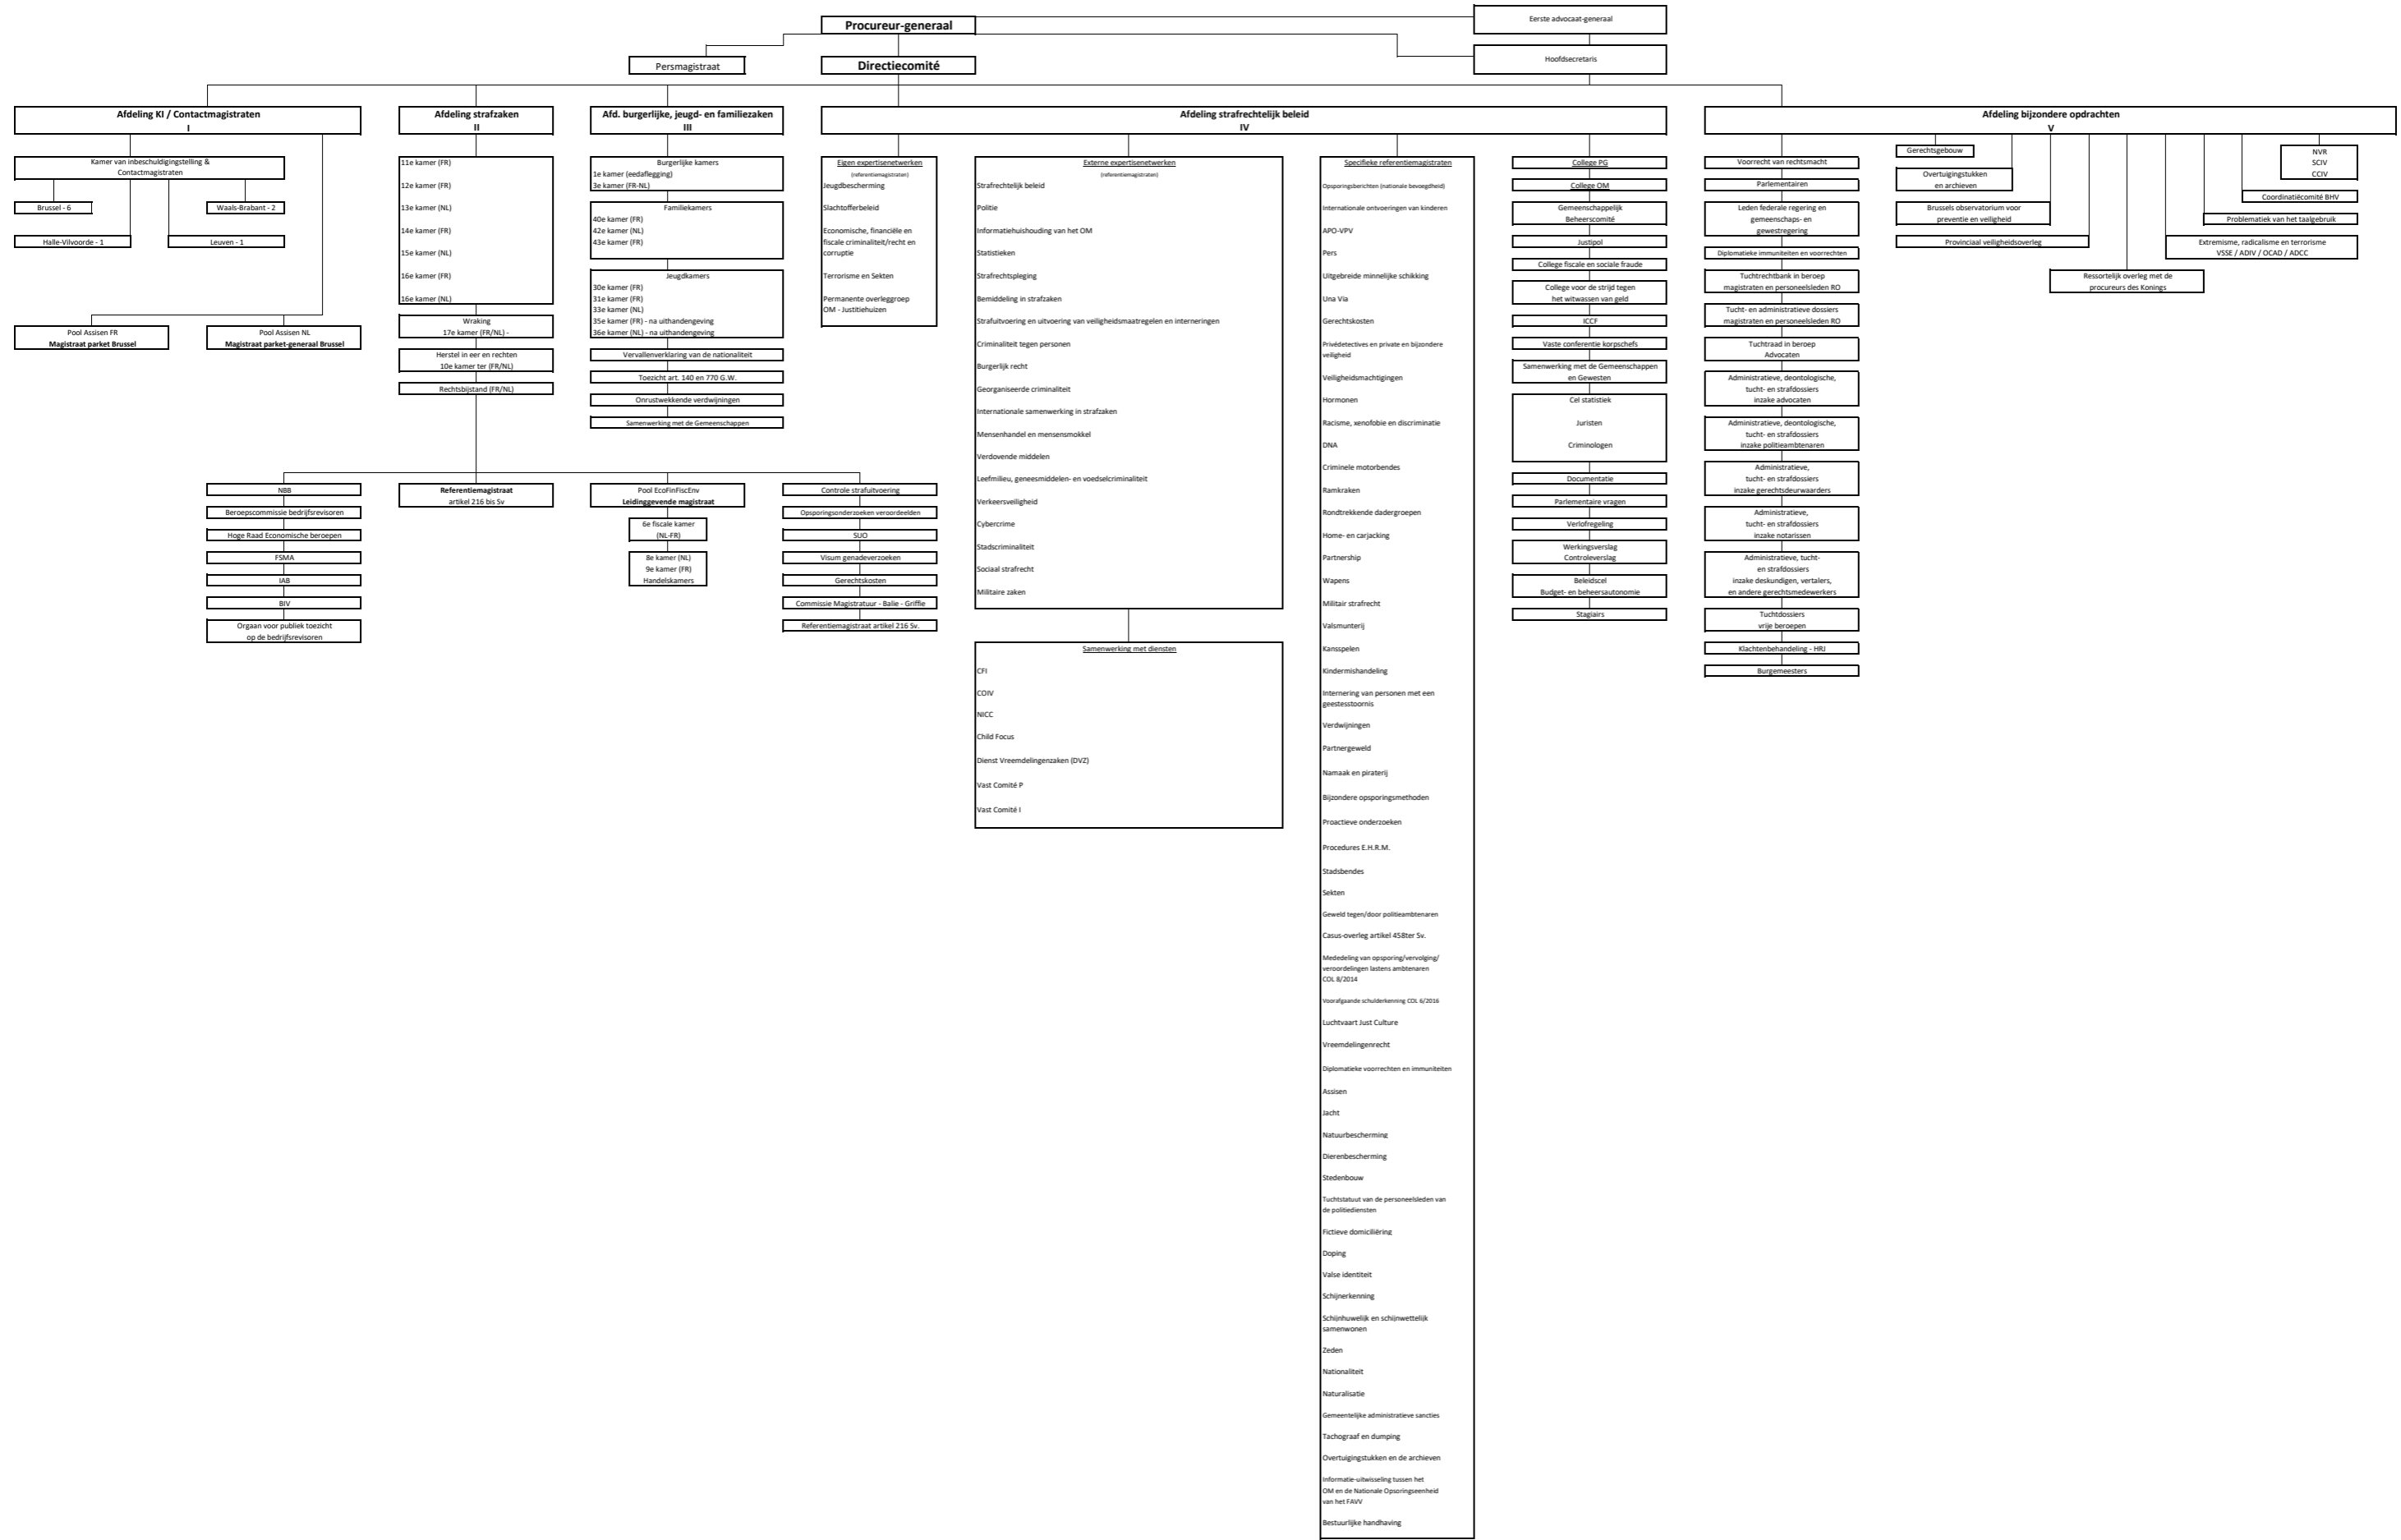 Procureur-generaal
Eerste advocaat-generaal
Persmagistraat
Directiecomité
Hoofdsecretaris
Afdeling KI / Contactmagistraten
I
Kamer van inbeschuldigingstelling &
Contactmagistraten
Brussel - 6
Waals-Brabant - 2
Halle-Vilvoorde - 1
Leuven - 1
Pool Assisen FR
Magistraat parket Brussel
Pool Assisen NL
Magistraat parket-generaal Brussel
Afdeling strafzaken
II
11e kamer (FR)
12e kamer (FR)
13e kamer (NL)
14e kamer (FR)
15e kamer (NL)
16e kamer (FR)
16e kamer (NL)
Wraking
17e kamer (FR/NL) -
Herstel in eer en rechten
10e kamer ter (FR/NL)
Rechtsbijstand (FR/NL)
NBB
Beroepscommissie bedrijfsrevisoren
Hoge Raad Economische beroepen
FSMA
IAB
BIV
Orgaan voor publiek toezicht
op de bedrijfsrevisoren
Referentiemagistraat
artikel 216 bis Sv
Pool EcoFinFiscEnv
Leidinggevende magistraat
6e fiscale kamer
(NL-FR)
8e kamer (NL)
9e kamer (FR)
Handelskamers
Controle strafuitvoering
Opsporingsonderzoeken veroordeelden
SUO
Visum genadeverzoeken
Gerechtskosten
Commissie Magistratuur - Balie - Griffie
Referentiemagistraat artikel 216 Sv.
Afd. burgerlijke, jeugd- en familiezaken
III
Burgerlijke kamers
1e kamer (eedaflegging)
3e kamer (FR-NL)
Familiekamers
40e kamer (FR)
42e kamer (NL)
43e kamer (FR)
Jeugdkamers
30e kamer (FR)
31e kamer (FR)
33e kamer (NL)
35e kamer (FR) - na uithandengeving
36e kamer (NL) - na uithandengeving
Vervallenverklaring van de nationaliteit
Toezicht art. 140 en 770 G.W.
Onrustwekkende verdwijningen
Samenwerking met de Gemeenschappen
Afdeling strafrechtelijk beleid
IV
Eigen expertisenetwerken
(referentiemagistraten)
Jeugdbescherming
Slachtofferbeleid
Economische, financiële en
fiscale criminaliteit/recht en
corruptie
Terrorisme en Sekten
Permanente overleggroep
OM - Justitiehuizen
Externe expertisenetwerken
(referentiemagistraten)
Strafrechtelijk beleid
Politie
Informatiehuishouding van het OM
Statistieken
Strafrechtspleging
Bemiddeling in strafzaken
Strafuitvoering en uitvoering van veiligheidsmaatregelen en interneringen
Criminaliteit tegen personen
Burgerlijk recht
Georganiseerde criminaliteit
Internationale samenwerking in strafzaken
Mensenhandel en mensensmokkel
Verdovende middelen
Leefmilieu, geneesmiddelen- en voedselcriminaliteit
Verkeersveiligheid
Cybercrime
Stadscriminaliteit
Sociaal strafrecht
Militaire zaken
Samenwerking met diensten
CFI
COIV
NICC
Child Focus
Dienst Vreemdelingenzaken (DVZ)
Vast Comité P
Vast Comité I
Specifieke referentiemagistraten
Opsporingsberichten (nationale bevoegdheid)
Internationale ontvoeringen van kinderen
APO-VPV
Pers
Uitgebreide minnelijke schikking
Una Via
Gerechtskosten
Privédetectives en private en bijzondere
veiligheid
Veiligheidsmachtigingen
Hormonen
Racisme, xenofobie en discriminatie
DNA
Criminele motorbendes
Ramkraken
Rondtrekkende dadergroepen
Home- en carjacking
Partnership
Wapens
Militair strafrecht
Valsmunterij
Kansspelen
Kindermishandeling
Internering van personen met een
geestesstoornis
Verdwijningen
Partnergeweld
Namaak en piraterij
Bijzondere opsporingsmethoden
Proactieve onderzoeken
Procedures E.H.R.M.
Stadsbendes
Sekten
Geweld tegen/door politieambtenaren
Casus-overleg artikel 458ter Sv.
Mededeling van opsporing/vervolging/
veroordelingen lastens ambtenaren
COL 8/2014
Voorafgaande schulderkenning COL 6/2016
Luchtvaart Just Culture
Vreemdelingenrecht
Diplomatieke voorrechten en immuniteiten
Assisen
Jacht
Natuurbescherming
Dierenbescherming
Stedenbouw
Tuchtstatuut van de personeelsleden van
de politiediensten
Fictieve domiciliëring
Doping
Valse identiteit
Schijnerkenning
Schijnhuwelijk en schijnwettelijk
samenwonen
Zeden
Nationaliteit
Naturalisatie
Gemeentelijke administratieve sancties
Tachograaf en dumping
Overtuigingstukken en de archieven
Informatie-uitwisseling tussen het
OM en de Nationale Opsoringseenheid
van het FAVV
Bestuurlijke handhaving
College PG
College OM
Gemeenschappelijk
Beheerscomité
Justipol
College fiscale en sociale fraude
College voor de strijd tegen
het witwassen van geld
ICCF
Vaste conferentie korpschefs
Samenwerking met de Gemeenschappen
en Gewesten
Cel statistiek
Juristen
Criminologen
Documentatie
Parlementaire vragen
Verlofregeling
Werkingsverslag
Controleverslag
Beleidscel
Budget- en beheersautonomie
Stagiairs
Afdeling bijzondere opdrachten
V
Voorrecht van rechtsmacht
Parlementairen
Leden federale regering en
gemeenschaps- en
gewestregering
Diplomatieke immuniteiten en voorrechten
Tuchtrechtbank in beroep
magistraten en personeelsleden RO
Tucht- en administratieve dossiers
magistraten en personeelsleden RO
Tuchtraad in beroep
Advocaten
Administratieve, deontologische,
tucht- en strafdossiers
inzake advocaten
Administratieve, deontologische,
tucht- en strafdossiers
inzake politieambtenaren
Administratieve,
tucht- en strafdossiers
inzake gerechtsdeurwaarders
Administratieve,
tucht- en strafdossiers
inzake notarissen
Administratieve, tucht-
en strafdossiers
inzake deskundigen, vertalers,
en andere gerechtsmedewerkers
Tuchtdossiers
vrije beroepen
Klachtenbehandeling - HRJ
Burgemeesters
Gerechtsgebouw
Overtuigingstukken
en archieven
Brussels observatorium voor
preventie en veiligheid
Provinciaal veiligheidsoverleg
Ressortelijk overleg met de
procureurs des Konings
NVR
SCIV
CCIV
Coordinatiëcomité BHV
Problematiek van het taalgebruik
Extremisme, radicalisme en terrorisme
VSSE / ADIV / OCAD / ADCC